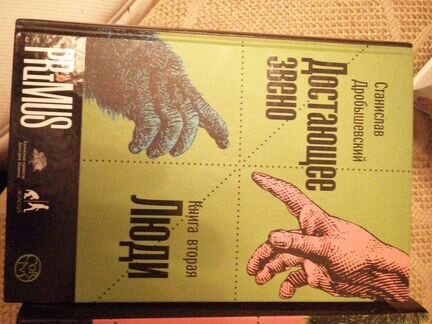 Станислав
Дробышевский
Достающее
звено
Книга вторая
Люди
PRIMUS